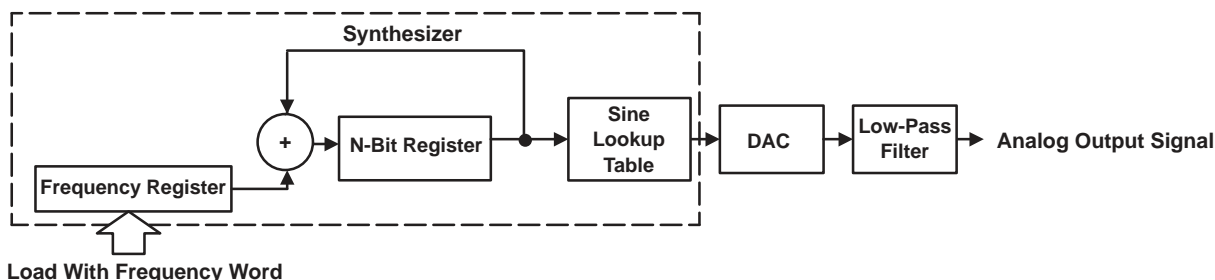 Synthesizer
+
N-Bit Register
Sine
Lookup
Table
DAC
Low-Pass
Filter
Analog Output Signal
Frequency Register
Load With Frequency Word